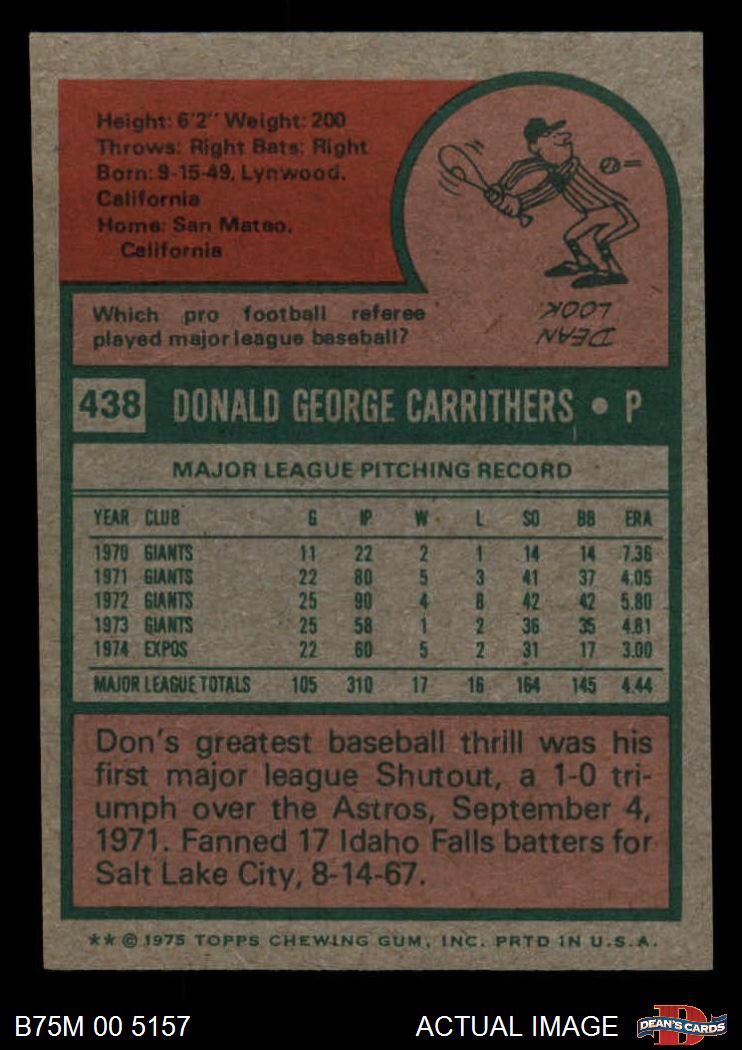 Height: 6'2" Weight: 200
Throws: Right Bats: Right
Born: 9-15-49, Lynwood,
California
Home: San Mateo,
California
Which pro football referee
played major league baseball?
DEAN
LOOK
438 DONALD GEORGE CARRITHERS • P
MAJOR LEAGUE PITCHING RECORD
YEAR CLUB G IP W L SO BB ERA
1970 GIANTS 11 22 2 1 14 14 7.36
1971 GIANTS 22 80 5 3 41 37 4.05
1972 GIANTS 25 90 4 8 42 42 5.80
1973 GIANTS 25 58 1 2 36 35 4.81
1974 EXPOS 22 60 5 2 31 17 3.00
MAJOR LEAGUE TOTALS 105 310 17 16 164 145 4.44
Don's greatest baseball thrill was his
first major league Shutout, a 1-0 tri-
umph over the Astros, September 4,
1971. Fanned 17 Idaho Falls batters for
Salt Lake City, 8-14-67.
** © 1975 TOPPS CHEWING GUM, INC. PRTD IN U.S.A.
B75M 00 5157 ACTUAL IMAGE
D
DEAN'S CARDS